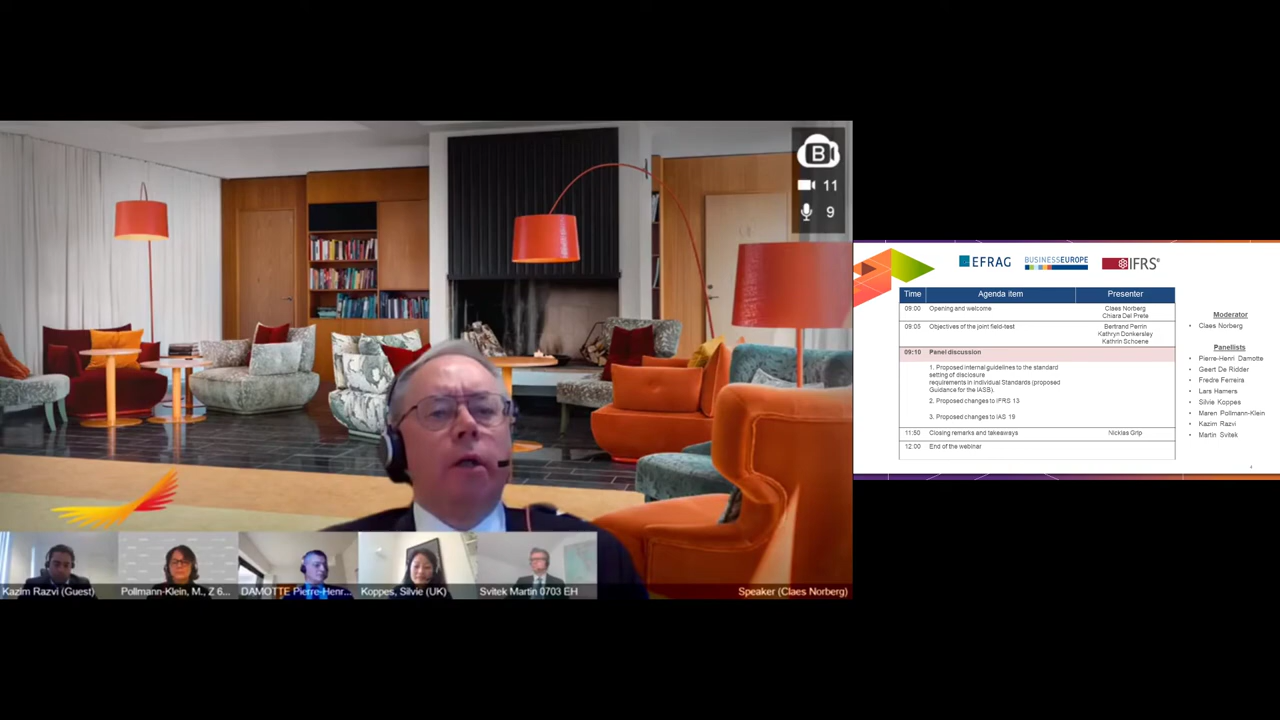 B
11
9
Kazim Razvi (Guest)
Pollmann-Klein, M., Z 6...
DAMOTTE Pierre-Henr...
Koppes, Silvie (UK)
Svitek Martin 0703 EH
Speaker (Claes Norberg)
EFRAG
BUSINESSEUROPE
IFRS®
Time Agenda item Presenter
09:00 Opening and welcome Claes Norberg
Chiara Del Prete
09:05 Objectives of the joint field-test Bertrand Perrin
Kathryn Donkersley
Kathrin Schoene
09:10 Panel discussion
1. Proposed internal guidelines to the standard
setting of disclosure
requirements in individual Standards (proposed
Guidance for the IASB).
2. Proposed changes to IFRS 13
3. Proposed changes to IAS 19
11:50 Closing remarks and takeaways Nicklas Grip
12:00 End of the webinar
Moderator
• Claes Norberg
Panellists
• Pierre-Henri Damotte
• Geert De Ridder
• Fredre Ferreira
• Lars Hamers
• Silvie Koppes
• Maren Pollmann-Klein
• Kazim Razvi
• Martin Svitek